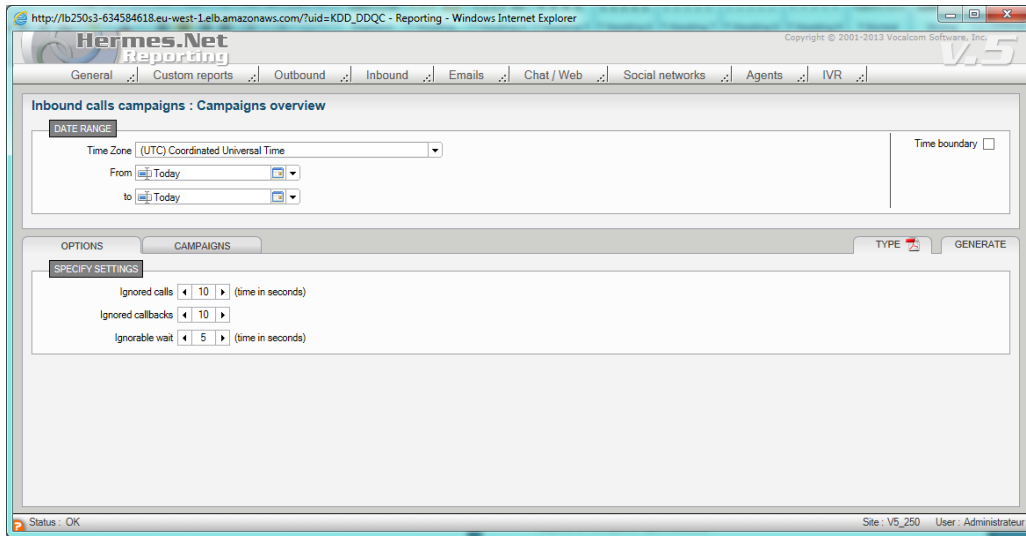 http://lb250s3-634584618.eu-west-1.elb.amazonaws.com/?uid=KDD_DDQC - Reporting - Windows Internet Explorer
Hermes.Net
Reporting
Copyright © 2001-2013 Vocalcom Software, Inc.
V.5
General Custom reports Outbound Inbound Emails Chat / Web Social networks Agents IVR
Inbound calls campaigns : Campaigns overview
DATE RANGE
Time Zone (UTC) Coordinated Universal Time
Time boundary
From Today
to Today
OPTIONS CAMPAIGNS TYPE GENERATE
SPECIFY SETTINGS
Ignored calls 10 (time in seconds)
Ignored callbacks 10
Ignorable wait 5 (time in seconds)
Status : OK Site : V5_250 User : Administrateur